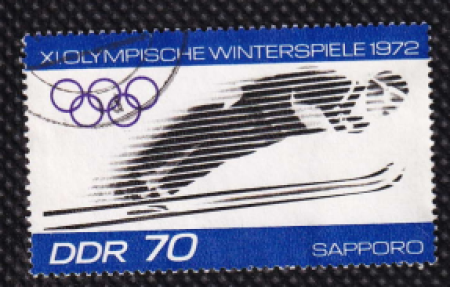 XI.OLYMPISCHE WINTERSPIELE 1972
DDR 70
SAPPORO